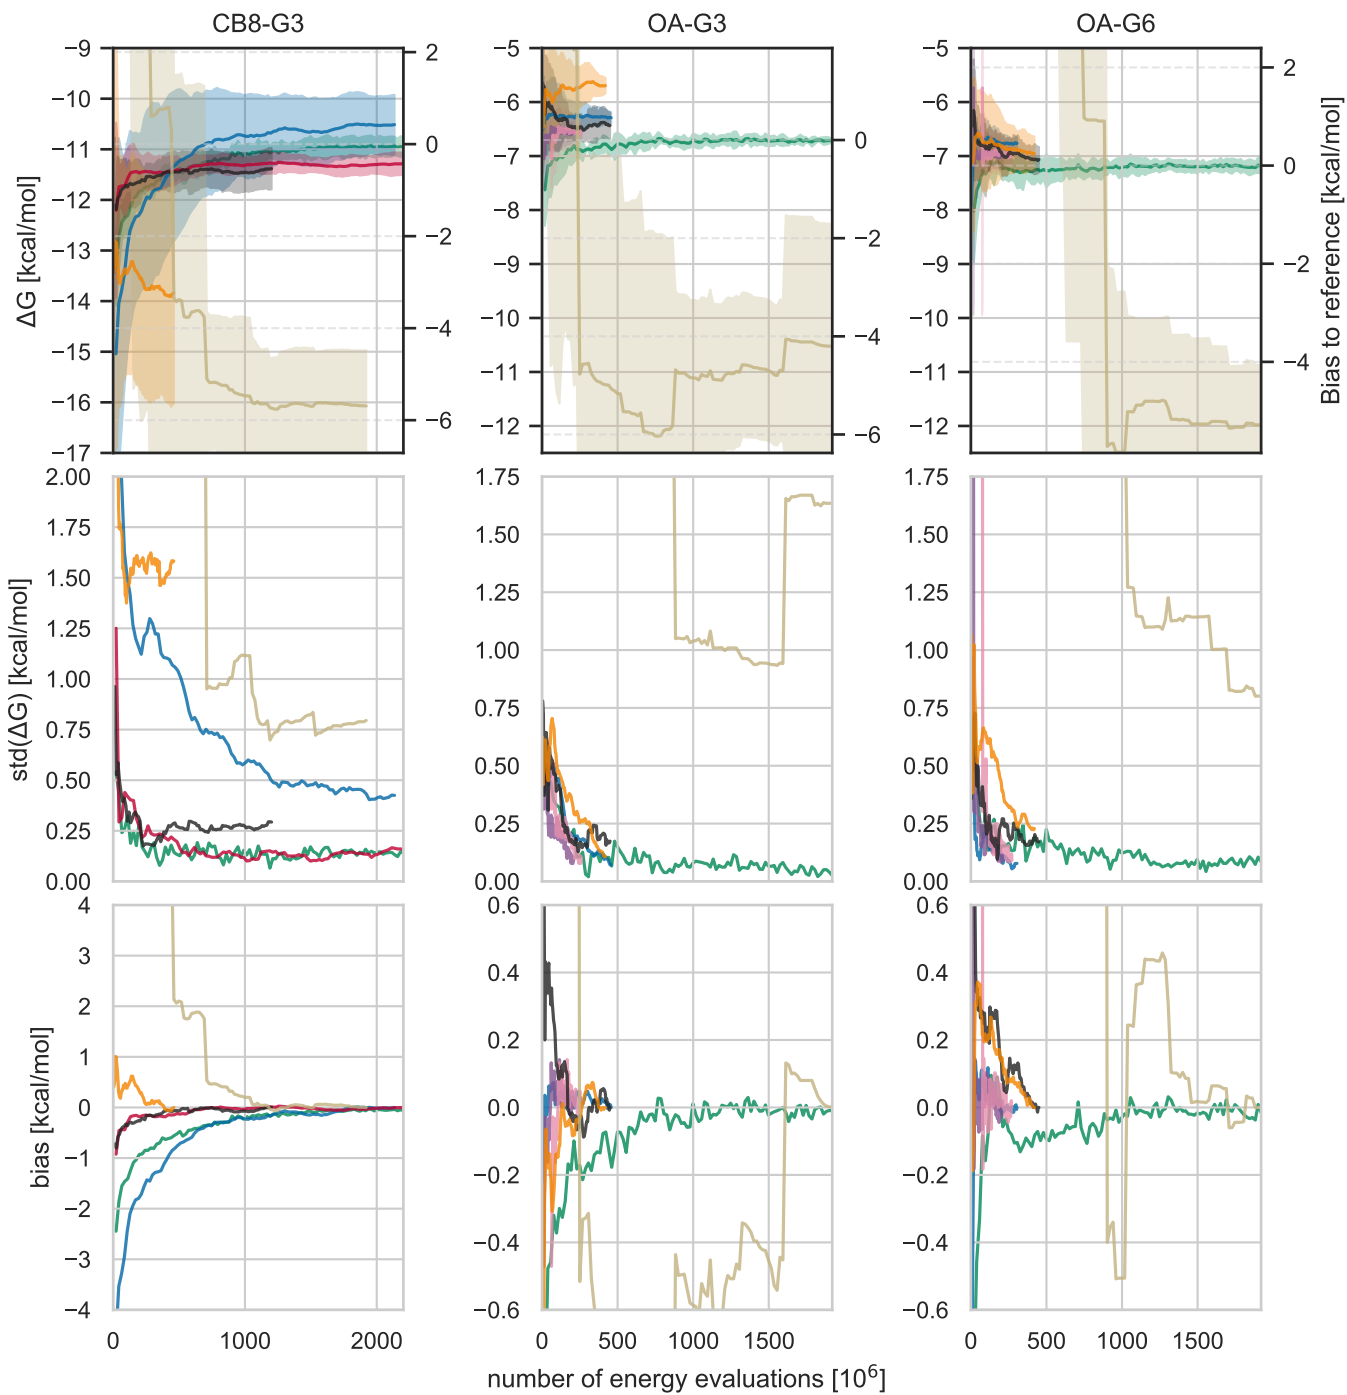 CB8-G3 OA-G3 OA-G6
−9 −10 −11 −12 −13 −14 −15 −16 −17
2 0 −2 −4 −6
−5 −6 −7 −8 −9 −10 −11 −12
0 −2 −4 −6
−5 −6 −7 −8 −9 −10 −11 −12
2 0 −2 −4
ΔG [kcal/mol]
Bias to reference [kcal/mol]
2.00 1.75 1.50 1.25 1.00 0.75 0.50 0.25 0.00
1.75 1.50 1.25 1.00 0.75 0.50 0.25 0.00
1.75 1.50 1.25 1.00 0.75 0.50 0.25 0.00
std(ΔG) [kcal/mol]
4 3 2 1 0 −1 −2 −3 −4
0.6 0.4 0.2 0.0 −0.2 −0.4 −0.6
0.6 0.4 0.2 0.0 −0.2 −0.4 −0.6
bias [kcal/mol]
0 1000 2000 0 500 1000 1500 0 500 1000 1500
number of energy evaluations [10⁶]